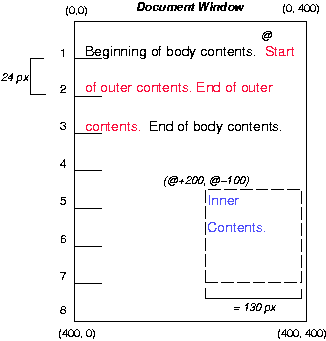 Document Window
(0,0) (0, 400)
@
1 Beginning of body contents. Start
24 px
2 of outer contents. End of outer
3 contents. End of body contents.
4
(@+200, @–100)
5 Inner
6 Contents.
7
= 130 px
8
(400, 0) (400, 400)